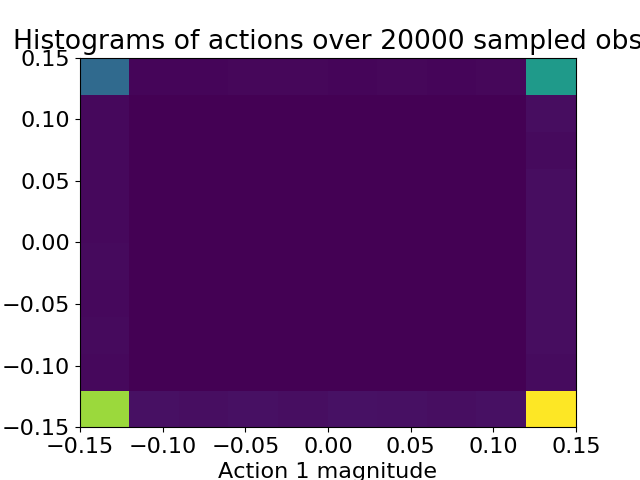 Histograms of actions over 20000 sampled obs
0.15
0.10
0.05
0.00
−0.05
−0.10
−0.15
−0.15 −0.10 −0.05 0.00 0.05 0.10 0.15
Action 1 magnitude